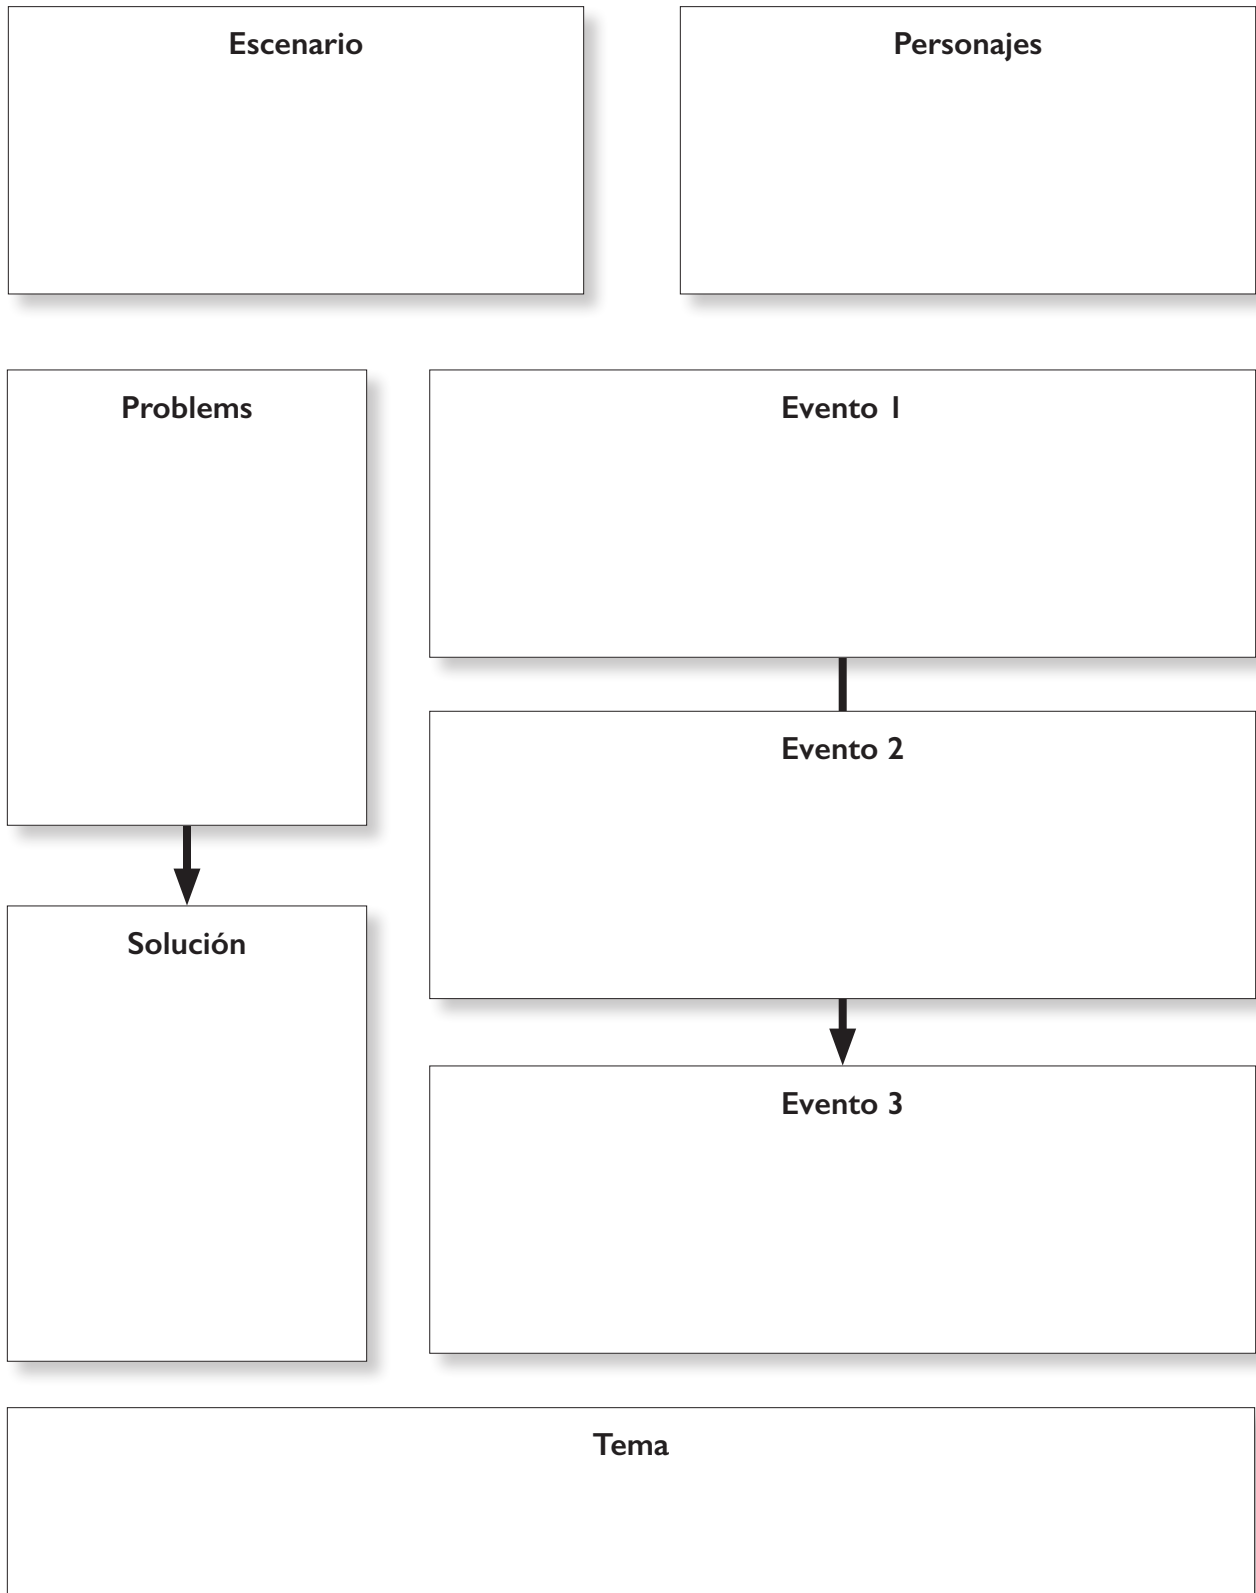 Escenario
Personajes
Problems
Evento 1
Evento 2
Solución
Evento 3
Tema